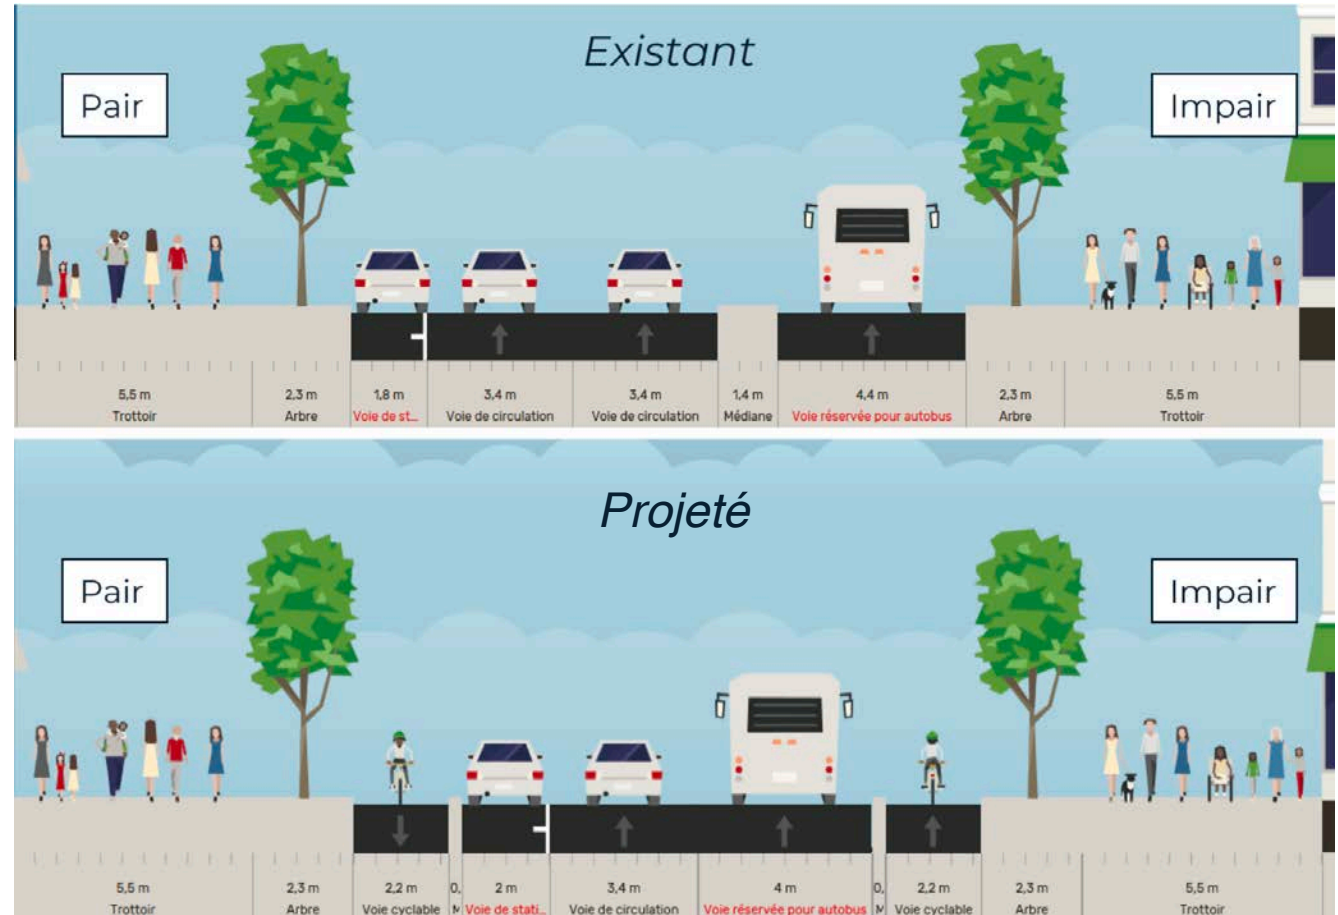 Existant
Pair
Impair
5,5 m 2,3 m 1,8 m 3,4 m 3,4 m 1,4 m 4,4 m 2,3 m 5,5 m
Trottoir Arbre Voie de st... Voie de circulation Voie de circulation Médiane Voie réservée pour autobus Arbre Trottoir
Projeté
Pair
Impair
5,5 m 2,3 m 2,2 m 0, 2 m 3,4 m 4 m 0, 2,2 m 2,3 m 5,5 m
Trottoir Arbre Voie cyclable M Voie de stati... Voie de circulation Voie réservée pour autobus M Voie cyclable Arbre Trottoir